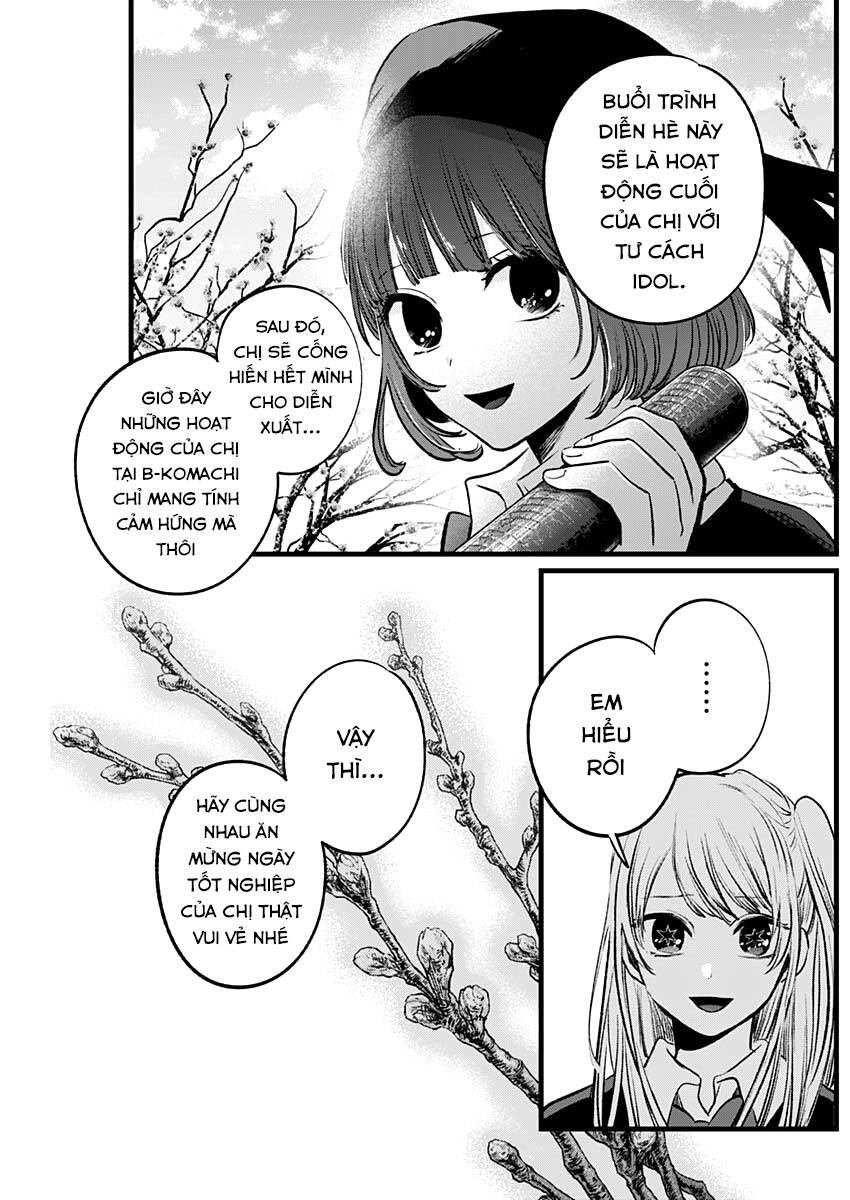 BUỔI TRÌNH
DIỄN HÈ NÀY
SẼ LÀ HOẠT
ĐỘNG CUỐI
CỦA CHỊ VỚI
TƯ CÁCH
IDOL.
SAU ĐÓ,
CHỊ SẼ CỐNG
HIẾN HẾT MÌNH
CHO DIỄN
XUẤT...
GIỜ ĐÂY
NHỮNG HOẠT
ĐỘNG CỦA CHỊ
TẠI B-KOMACHI
CHỈ MANG TÍNH
CẢM HỨNG MÀ
THÔI
......
EM
HIỂU
RỒI
VẬY
THÌ...
HÃY CÙNG
NHAU ĂN
MỪNG NGÀY
TỐT NGHIỆP
CỦA CHỊ THẬT
VUI VẺ NHÉ